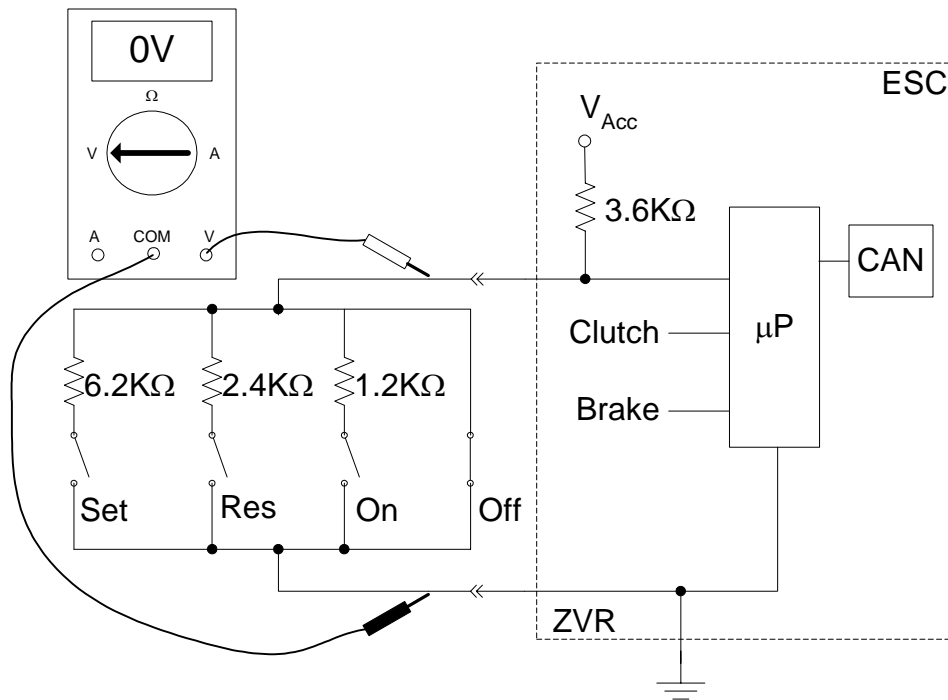 0V
Ω
V
A
A
COM
V
ESC
V Acc
3.6KΩ
CAN
μP
Clutch
Brake
6.2KΩ
2.4KΩ
1.2KΩ
Set
Res
On
Off
ZVR